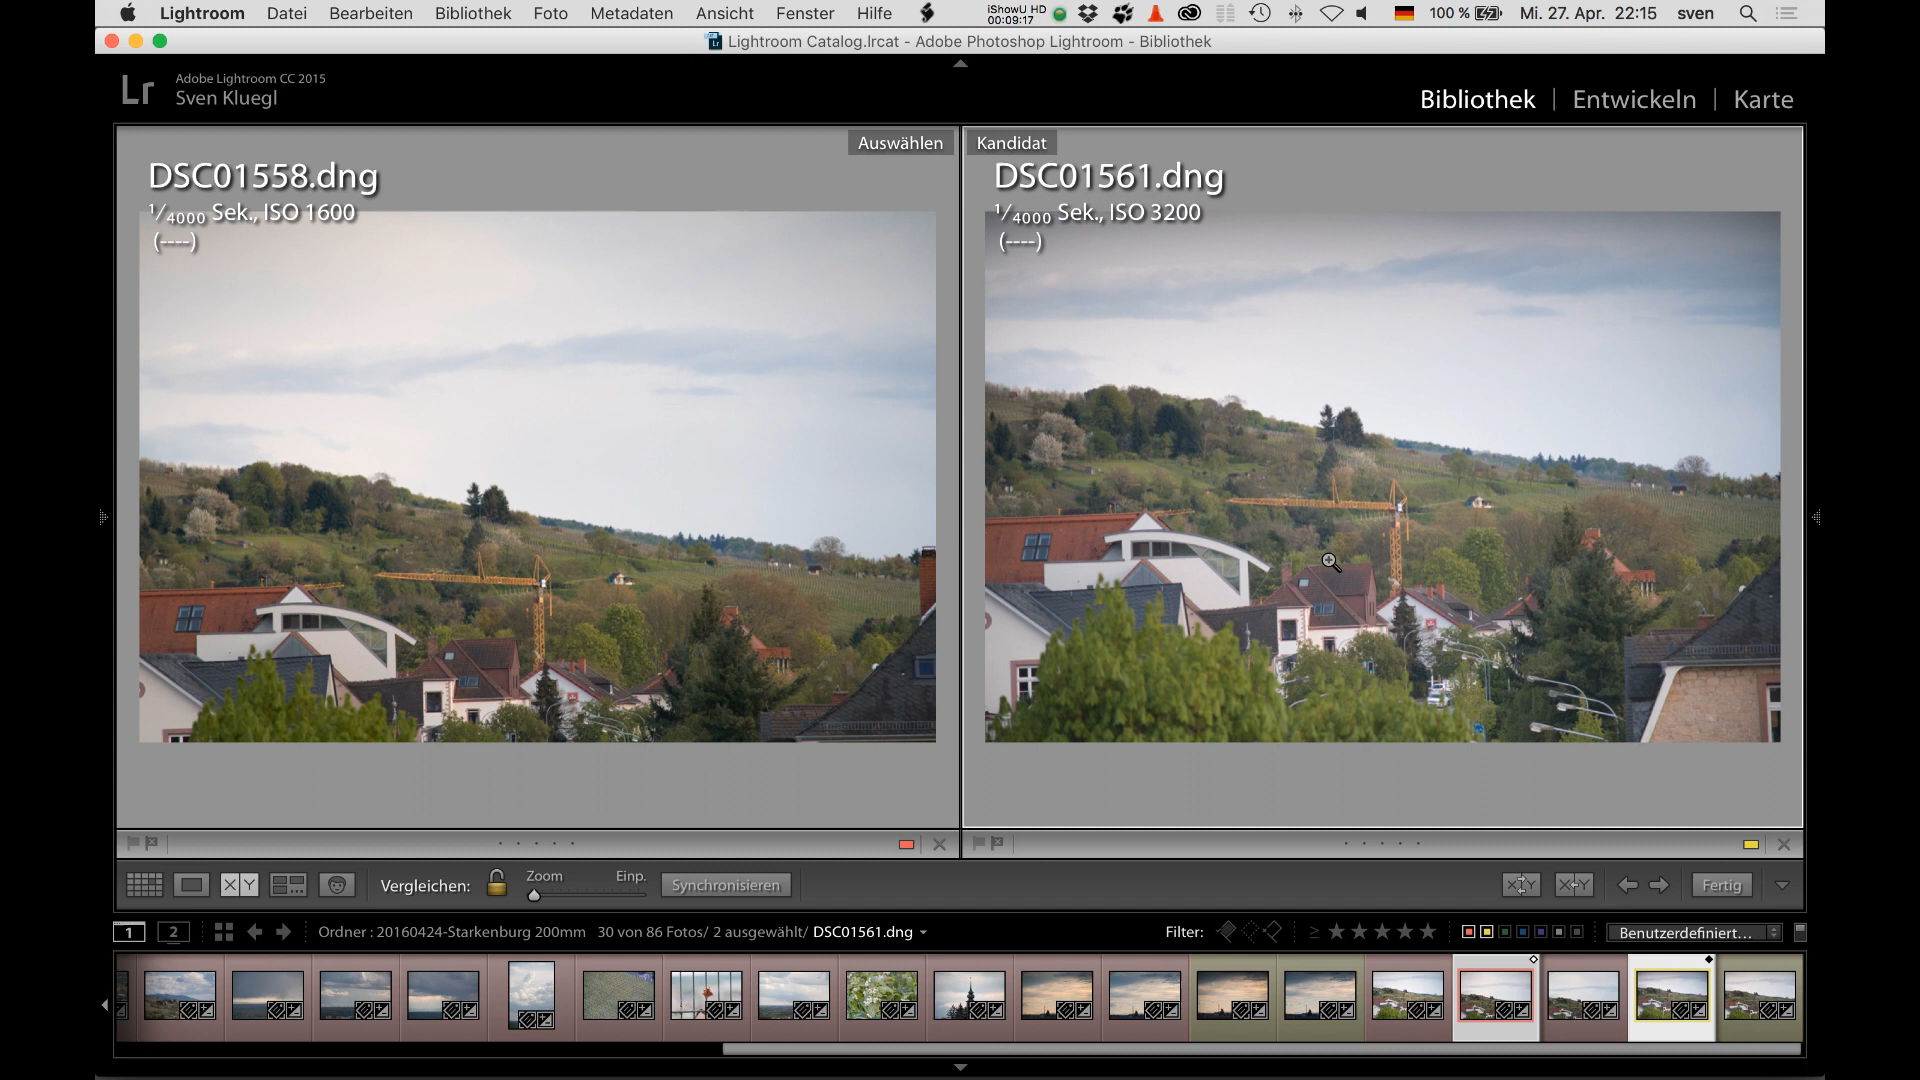 Lightroom Datei Bearbeiten Bibliothek Foto Metadaten Ansicht Fenster Hilfe iShowU HD 00:09:17 100 % Mi. 27. Apr. 22:15 sven
Lightroom Catalog.lrcat - Adobe Photoshop Lightroom - Bibliothek
Lr Adobe Lightroom CC 2015
Sven Kluegl
Bibliothek | Entwickeln | Karte
Auswählen
DSC01558.dng
1/4000 Sek., ISO 1600
(----)
Kandidat
DSC01561.dng
1/4000 Sek., ISO 3200
(----)
XY Vergleichen: Zoom Einp. Synchronisieren X Y X Y Fertig
1 2 Ordner : 20160424-Starkenburg 200mm 30 von 86 Fotos/ 2 ausgewählt/ DSC01561.dng Filter: ≥ ★★★★★ Benutzerdefiniert...